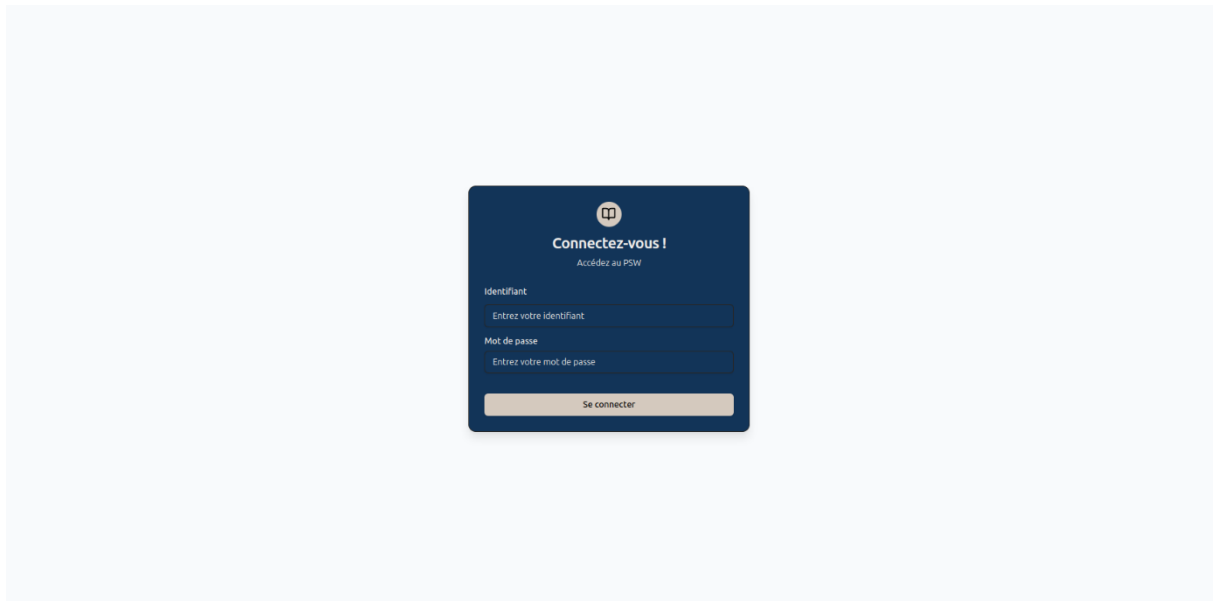 Connectez-vous !
Accédez au PSW
Identifiant
Entrez votre identifiant
Mot de passe
Entrez votre mot de passe
Se connecter